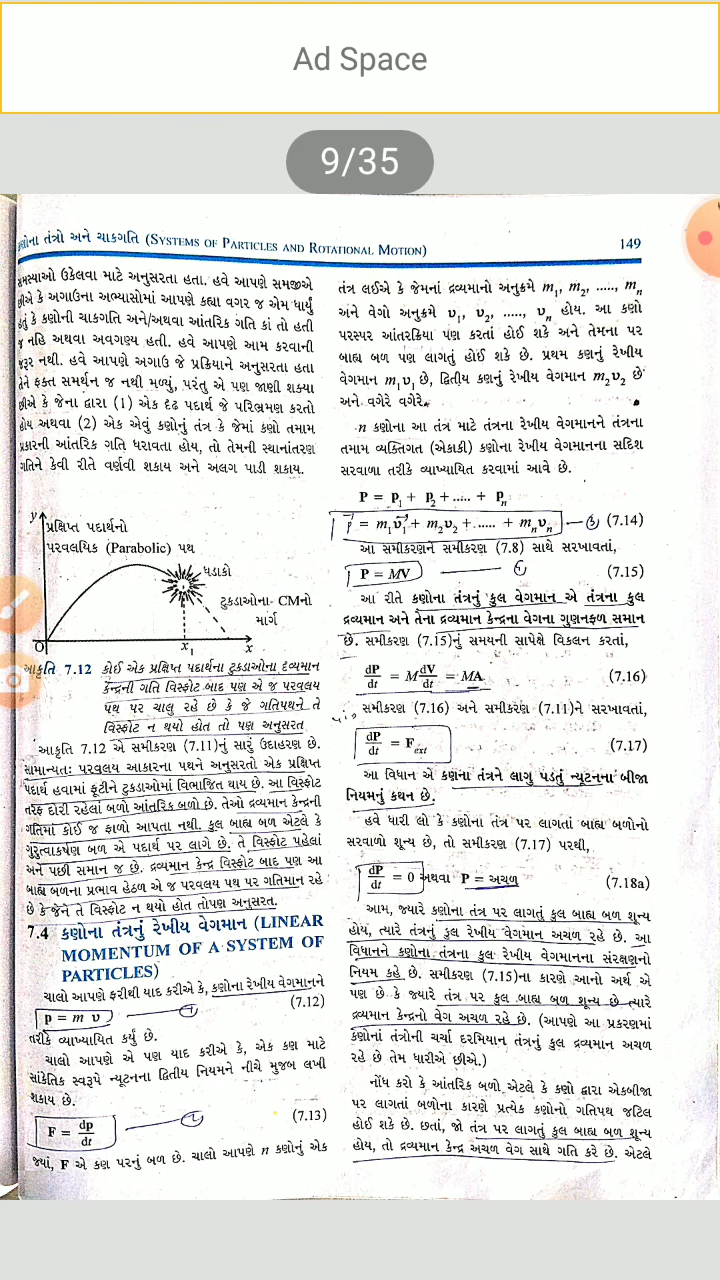 Ad Space
9/35
કણોના તંત્રો અને ચાકગતિ (SYSTEMS OF PARTICLES AND ROTATIONAL MOTION)
149
સમસ્યાઓ ઉકેલવા માટે અનુસરતા હતા. હવે આપણે સમજીએ
છીએ કે અગાઉના અભ્યાસોમાં આપણે કહ્યા વગર જ એમ ધાર્યું
હતું કે કણોની ચાકગતિ અને/અથવા આંતરિક ગતિ કાં તો હતી
જ નહિ અથવા અવગણ્ય હતી. હવે આપણે આમ કરવાની
જરૂર નથી. હવે આપણે અગાઉ જે પ્રક્રિયાને અનુસરતા હતા
તેને ફક્ત સમર્થન જ નથી મળ્યું, પરંતુ એ પણ જાણી શક્યા
છીએ કે જેના દ્વારા (1) એક દૃઢ પદાર્થ જે પરિભ્રમણ કરતો
હોય અથવા (2) એક એવું કણોનું તંત્ર કે જેમાં કણો તમામ
પ્રકારની આંતરિક ગતિ ધરાવતા હોય, તો તેમની સ્થાનાંતરણ
ગતિને કેવી રીતે વર્ણવી શકાય અને અલગ પાડી શકાય.
y
પ્રક્ષિપ્ત પદાર્થનો
પરવલયિક (Parabolic) પથ
ધડાકો
ટુકડાઓના CMનો
માર્ગ
O
x₁
x
આકૃતિ 7.12 કોઈ એક પ્રક્ષિપ્ત પદાર્થના ટુકડાઓના દ્રવ્યમાન
કેન્દ્રની ગતિ વિસ્ફોટ બાદ પણ એ જ પરવલય
પથ પર ચાલુ રહે છે કે જે ગતિપથને તે
વિસ્ફોટ ન થયો હોત તો પણ અનુસરત
આકૃતિ 7.12 એ સમીકરણ (7.11)નું સારું ઉદાહરણ છે.
સામાન્યતઃ પરવલય આકારના પથને અનુસરતો એક પ્રક્ષિપ્ત
પદાર્થ હવામાં ફૂટીને ટુકડાઓમાં વિભાજિત થાય છે. આ વિસ્ફોટ
તરફ દોરી રહેલાં બળો આંતરિક બળો છે. તેઓ દ્રવ્યમાન કેન્દ્રની
ગતિમાં કોઈ જ ફાળો આપતા નથી. કુલ બાહ્ય બળ એટલે કે
ગુરુત્વાકર્ષણ બળ એ પદાર્થ પર લાગે છે. તે વિસ્ફોટ પહેલાં
અને પછી સમાન જ છે. દ્રવ્યમાન કેન્દ્ર વિસ્ફોટ બાદ પણ આ
બાહ્ય બળના પ્રભાવ હેઠળ એ જ પરવલય પથ પર ગતિમાન રહે
છે કે જેને તે વિસ્ફોટ ન થયો હોત તોપણ અનુસરત.
7.4 કણોના તંત્રનું રેખીય વેગમાન (LINEAR
MOMENTUM OF A SYSTEM OF
PARTICLES)
ચાલો આપણે ફરીથી યાદ કરીએ કે, કણોના રેખીય વેગમાનને
p = m υ (7.12)
તરીકે વ્યાખ્યાયિત કર્યું છે.
ચાલો આપણે એ પણ યાદ કરીએ કે, એક કણ માટે
સાંકેતિક સ્વરૂપે ન્યૂટનના દ્વિતીય નિયમને નીચે મુજબ લખી
શકાય છે.
F = dp/dt (7.13)
જ્યાં, F એ કણ પરનું બળ છે. ચાલો આપણે n કણોનું એક
તંત્ર લઈએ કે જેમનાં દ્રવ્યમાનો અનુક્રમે m₁, m₂, ....., mₙ
અને વેગો અનુક્રમે υ₁, υ₂, ....., υₙ હોય. આ કણો
પરસ્પર આંતરક્રિયા પણ કરતાં હોઈ શકે અને તેમના પર
બાહ્ય બળ પણ લાગતું હોઈ શકે છે. પ્રથમ કણનું રેખીય
વેગમાન m₁υ₁ છે, દ્વિતીય કણનું રેખીય વેગમાન m₂υ₂ છે
અને વગેરે વગેરે.
n કણોના આ તંત્ર માટે તંત્રના રેખીય વેગમાનને તંત્રના
તમામ વ્યક્તિગત (એકાકી) કણોના રેખીય વેગમાનના સદિશ
સરવાળા તરીકે વ્યાખ્યાયિત કરવામાં આવે છે.
P = p₁ + p₂ + ..... + pₙ
= m₁υ₁ + m₂υ₂ + ...... + mₙυₙ (7.14)
આ સમીકરણને સમીકરણ (7.8) સાથે સરખાવતાં,
P = MV (7.15)
આ રીતે કણોના તંત્રનું કુલ વેગમાન એ તંત્રના કુલ
દ્રવ્યમાન અને તેના દ્રવ્યમાન કેન્દ્રના વેગના ગુણનફળ સમાન
છે. સમીકરણ (7.15)નું સમયની સાપેક્ષે વિકલન કરતાં,
dP/dt = M dV/dt = MA (7.16)
સમીકરણ (7.16) અને સમીકરણ (7.11)ને સરખાવતાં,
dP/dt = F_ext (7.17)
આ વિધાન એ કણના તંત્રને લાગુ પડતું ન્યૂટનના બીજા
નિયમનું કથન છે.
હવે ધારી લો કે કણોના તંત્ર પર લાગતાં બાહ્ય બળોનો
સરવાળો શૂન્ય છે, તો સમીકરણ (7.17) પરથી,
dP/dt = 0 અથવા P = અચળ (7.18a)
આમ, જ્યારે કણોના તંત્ર પર લાગતું કુલ બાહ્ય બળ શૂન્ય
હોય, ત્યારે તંત્રનું કુલ રેખીય વેગમાન અચળ રહે છે. આ
વિધાનને કણોના તંત્રના કુલ રેખીય વેગમાનના સંરક્ષણનો
નિયમ કહે છે. સમીકરણ (7.15)ના કારણે આનો અર્થ એ
પણ છે કે જ્યારે તંત્ર પર કુલ બાહ્ય બળ શૂન્ય છે ત્યારે
દ્રવ્યમાન કેન્દ્રનો વેગ અચળ રહે છે. (આપણે આ પ્રકરણમાં
કણોનાં તંત્રોની ચર્ચા દરમિયાન તંત્રનું કુલ દ્રવ્યમાન અચળ
રહે છે તેમ ધારીએ છીએ.)
નોંધ કરો કે આંતરિક બળો એટલે કે કણો દ્વારા એકબીજા
પર લાગતાં બળોના કારણે પ્રત્યેક કણોનો ગતિપથ જટિલ
હોઈ શકે છે. છતાં, જો તંત્ર પર લાગતું કુલ બાહ્ય બળ શૂન્ય
હોય, તો દ્રવ્યમાન કેન્દ્ર અચળ વેગ સાથે ગતિ કરે છે. એટલે